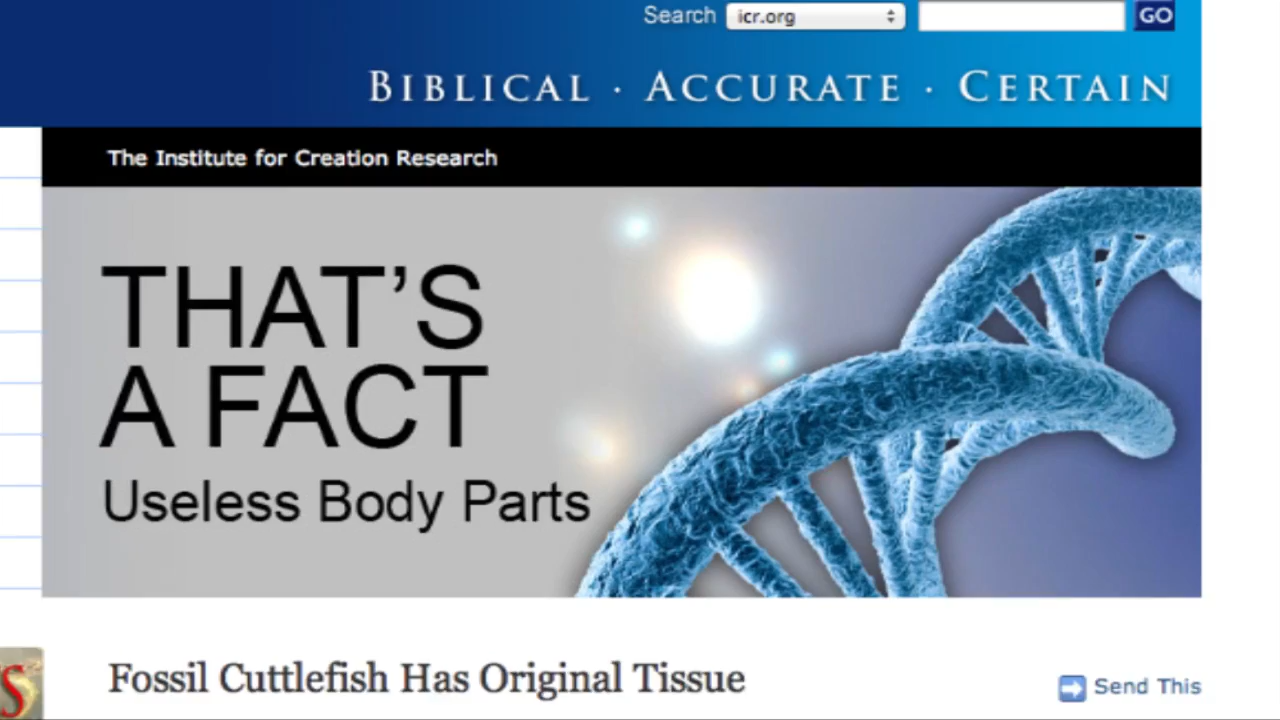 Search icr.org GO
BIBLICAL · ACCURATE · CERTAIN
The Institute for Creation Research
THAT'S
A FACT
Useless Body Parts
S
Fossil Cuttlefish Has Original Tissue
Send This